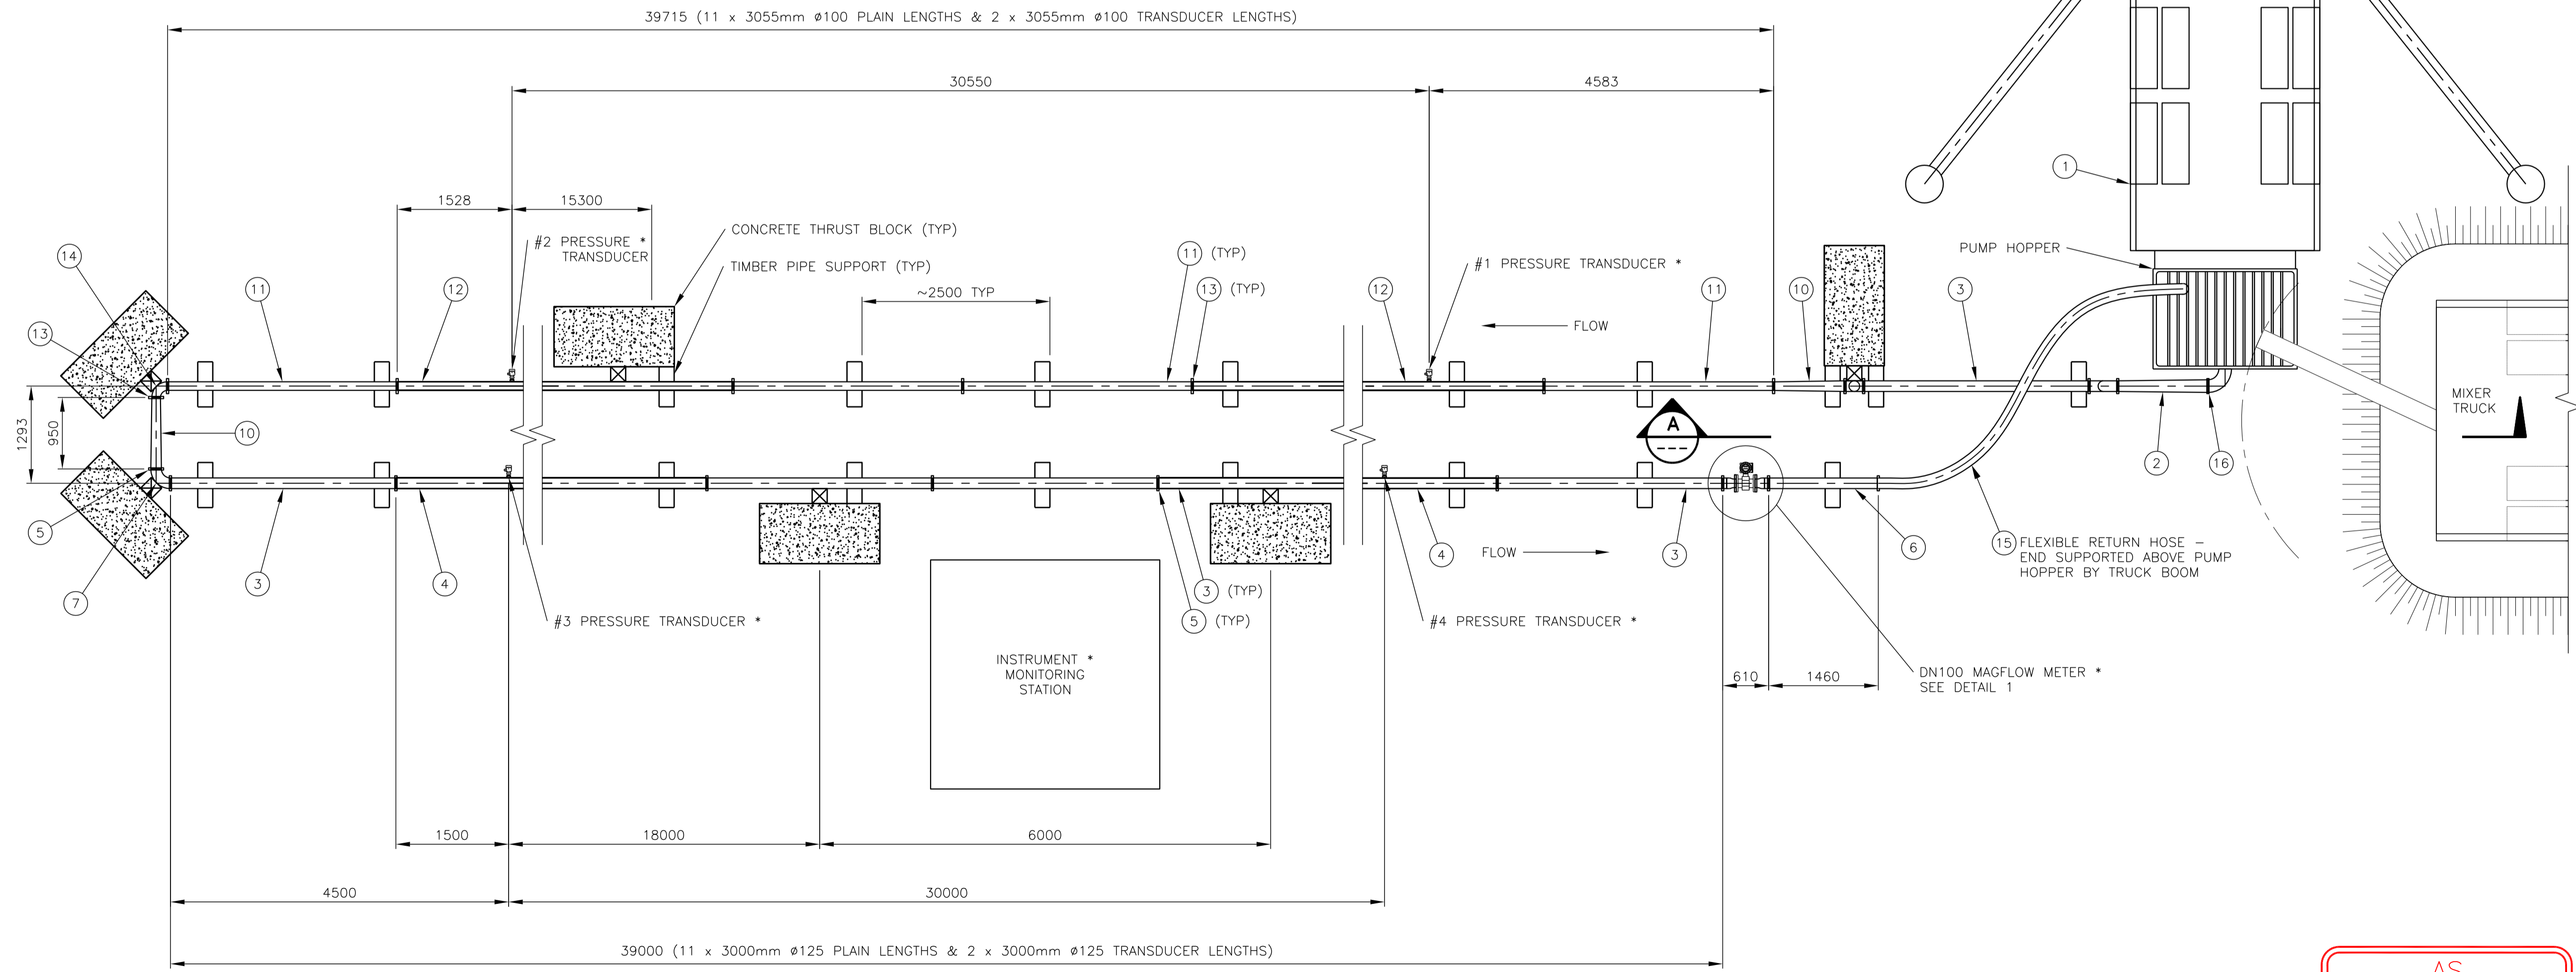 39715 (11 x 3055mm ø100 PLAIN LENGTHS & 2 x 3055mm ø100 TRANSDUCER LENGTHS)
30550
4583
1
1528
15300
CONCRETE THRUST BLOCK (TYP)
#2 PRESSURE *
TRANSDUCER
TIMBER PIPE SUPPORT (TYP)
11 (TYP)
#1 PRESSURE TRANSDUCER *
PUMP HOPPER
14
11
12
~2500 TYP
13 (TYP)
12
11
10
3
13
FLOW
1293
950
10
A
MIXER
TRUCK
2
16
5
7
3
4
3 (TYP)
5 (TYP)
4
FLOW
3
6
15 FLEXIBLE RETURN HOSE –
END SUPPORTED ABOVE PUMP
HOPPER BY TRUCK BOOM
#3 PRESSURE TRANSDUCER *
#4 PRESSURE TRANSDUCER *
INSTRUMENT *
MONITORING
STATION
610
1460
DN100 MAGFLOW METER *
SEE DETAIL 1
1500
18000
6000
4500
30000
39000 (11 x 3000mm ø125 PLAIN LENGTHS & 2 x 3000mm ø125 TRANSDUCER LENGTHS)
AS